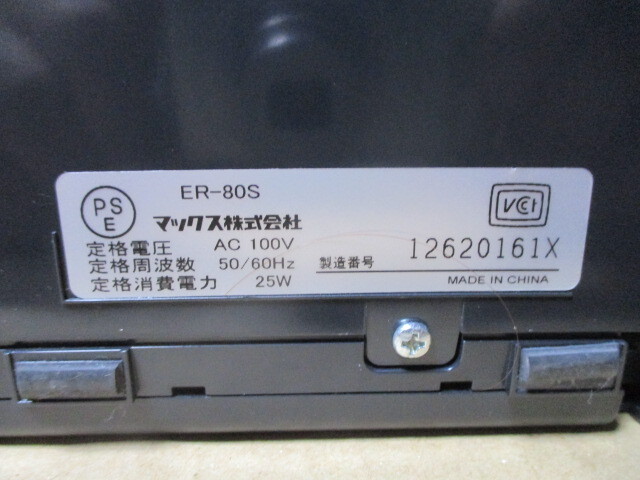 PS
E
ER-80S
VCCI
マックス株式会社
定格電圧 AC 100V
定格周波数 50/60Hz
定格消費電力 25W
製造番号 12620161X
MADE IN CHINA